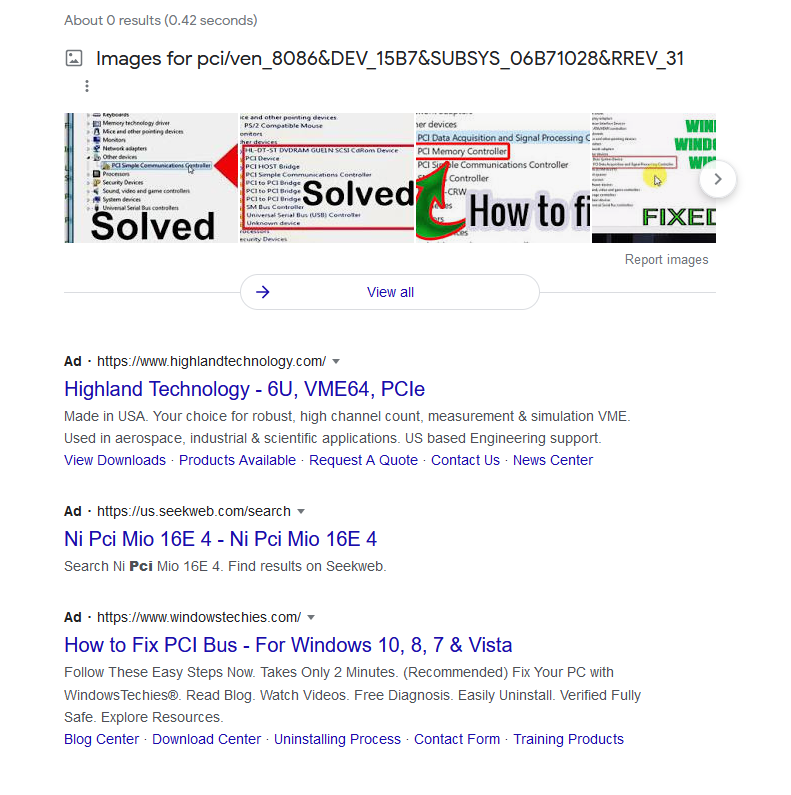 About 0 results (0.42 seconds)
Images for pci/ven_8086&DEV_15B7&SUBSYS_06B71028&RREV_31
Keyboards
Memory technology driver
Mice and other pointing devices
Monitors
Network adapters
Other devices
PCI Simple Communications Controller
Processors
Security Devices
Sound, video and game controllers
System devices
Universal Serial Bus controllers
Solved
ice and other pointing devices
PS/2 Compatible Mouse
onitors
her devices
HL-DT-ST DVDRAM GUE1N SCSI CdRom Device
PCI Device
PCI HOST Bridge
PCI Simple Communications Controller
PCI to PCI Bridge
PCI to PCI Bridge
PCI to PCI Bridge
SM Bus Controller
Universal Serial Bus (USB) Controller
Unknown device
rocessors
ecurity Devices
Solved
her devices
PCI Data Acquisition and Signal Processing C
PCI Memory Controller
PCI Simple Communications Controller
Controller
-CRW
How to fi
WIN
WIND
WI
FIXED
Report images
View all
Ad · https://www.highlandtechnology.com/
Highland Technology - 6U, VME64, PCIe
Made in USA. Your choice for robust, high channel count, measurement & simulation VME.
Used in aerospace, industrial & scientific applications. US based Engineering support.
View Downloads · Products Available · Request A Quote · Contact Us · News Center
Ad · https://us.seekweb.com/search
Ni Pci Mio 16E 4 - Ni Pci Mio 16E 4
Search Ni Pci Mio 16E 4. Find results on Seekweb.
Ad · https://www.windowstechies.com/
How to Fix PCI Bus - For Windows 10, 8, 7 & Vista
Follow These Easy Steps Now. Takes Only 2 Minutes. (Recommended) Fix Your PC with
WindowsTechies®. Read Blog. Watch Videos. Free Diagnosis. Easily Uninstall. Verified Fully
Safe. Explore Resources.
Blog Center · Download Center · Uninstalling Process · Contact Form · Training Products